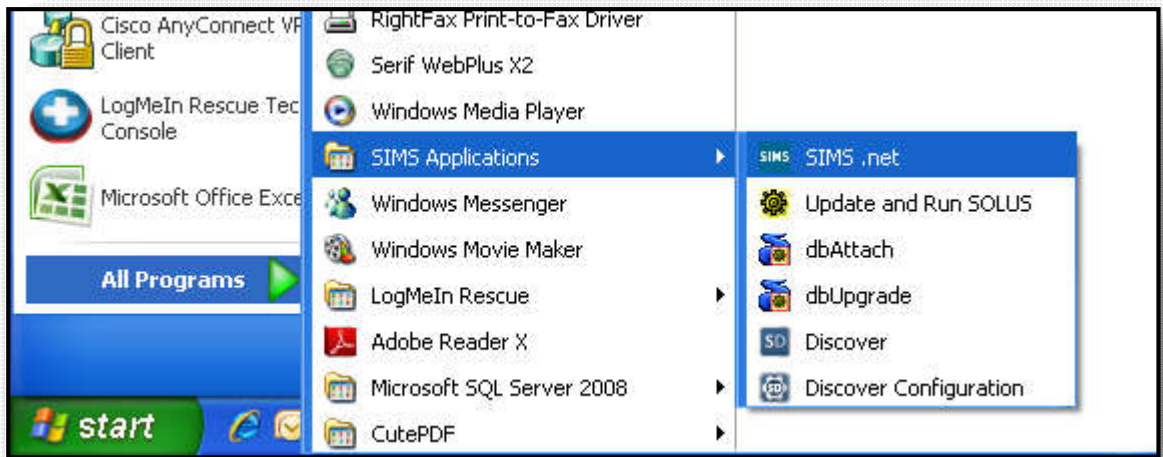 Cisco AnyConnect VP
Client
LogMeIn Rescue Tec
Console
Microsoft Office Exce
All Programs
start
RightFax Print-to-Fax Driver
Serif WebPlus X2
Windows Media Player
SIMS Applications
Windows Messenger
Windows Movie Maker
LogMeIn Rescue
Adobe Reader X
Microsoft SQL Server 2008
CutePDF
SIMS SIMS .net
Update and Run SOLUS
dbAttach
dbUpgrade
SD Discover
SD Discover Configuration